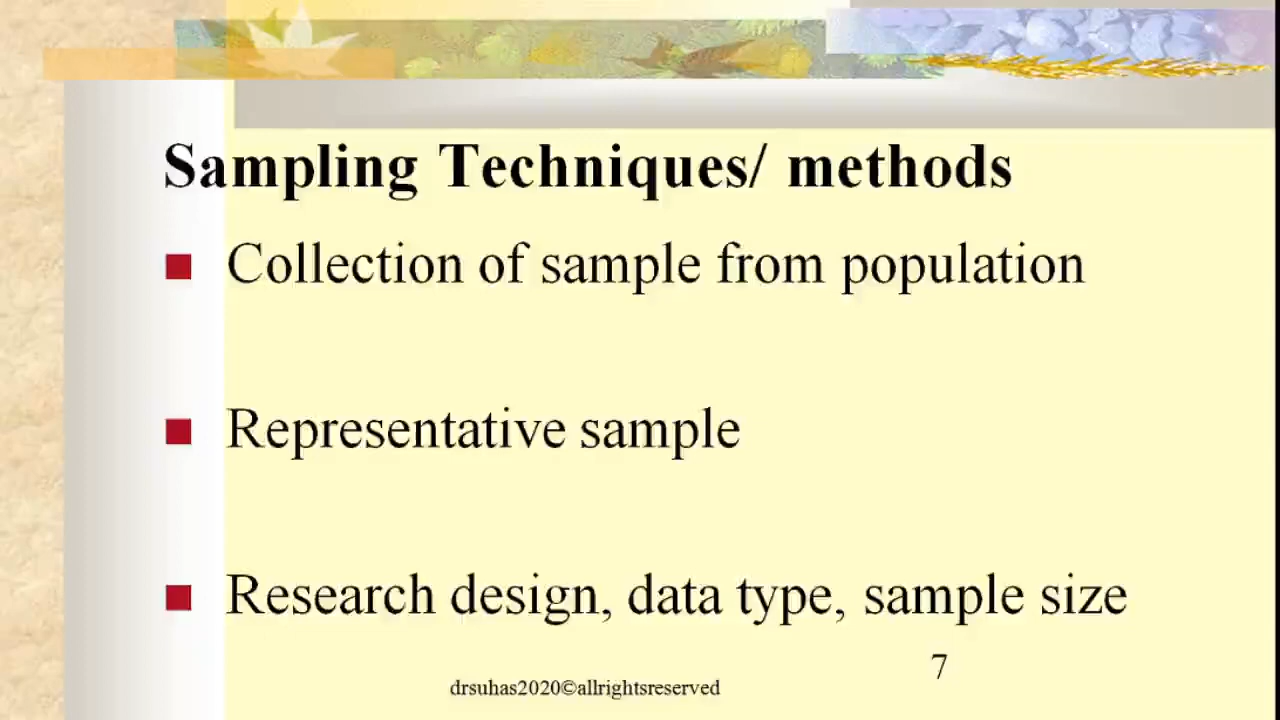 Sampling Techniques/ methods
Collection of sample from population
Representative sample
Research design, data type, sample size
7
drsuhas2020©allrightsreserved